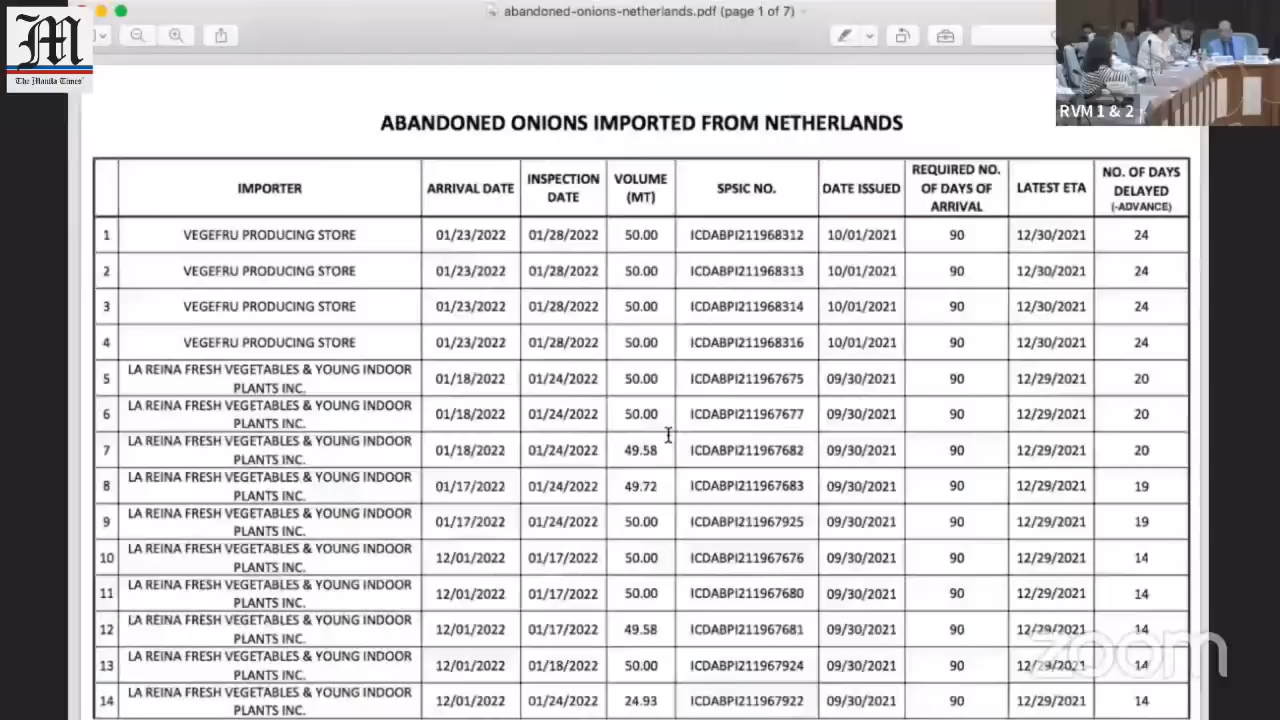 abandoned-onions-netherlands.pdf (page 1 of 7)
M
The Manila Times
RVM 1 & 2
ABANDONED ONIONS IMPORTED FROM NETHERLANDS
IMPORTER ARRIVAL DATE INSPECTION DATE VOLUME (MT) SPSIC NO. DATE ISSUED REQUIRED NO. OF DAYS OF ARRIVAL LATEST ETA NO. OF DAYS DELAYED (-ADVANCE)
1 VEGEFRU PRODUCING STORE 01/23/2022 01/28/2022 50.00 ICDABPI211968312 10/01/2021 90 12/30/2021 24
2 VEGEFRU PRODUCING STORE 01/23/2022 01/28/2022 50.00 ICDABPI211968313 10/01/2021 90 12/30/2021 24
3 VEGEFRU PRODUCING STORE 01/23/2022 01/28/2022 50.00 ICDABPI211968314 10/01/2021 90 12/30/2021 24
4 VEGEFRU PRODUCING STORE 01/23/2022 01/28/2022 50.00 ICDABPI211968316 10/01/2021 90 12/30/2021 24
5 LA REINA FRESH VEGETABLES & YOUNG INDOOR PLANTS INC. 01/18/2022 01/24/2022 50.00 ICDABPI211967675 09/30/2021 90 12/29/2021 20
6 LA REINA FRESH VEGETABLES & YOUNG INDOOR PLANTS INC. 01/18/2022 01/24/2022 50.00 ICDABPI211967677 09/30/2021 90 12/29/2021 20
7 LA REINA FRESH VEGETABLES & YOUNG INDOOR PLANTS INC. 01/18/2022 01/24/2022 49.58 ICDABPI211967682 09/30/2021 90 12/29/2021 20
8 LA REINA FRESH VEGETABLES & YOUNG INDOOR PLANTS INC. 01/17/2022 01/24/2022 49.72 ICDABPI211967683 09/30/2021 90 12/29/2021 19
9 LA REINA FRESH VEGETABLES & YOUNG INDOOR PLANTS INC. 01/17/2022 01/24/2022 50.00 ICDABPI211967925 09/30/2021 90 12/29/2021 19
10 LA REINA FRESH VEGETABLES & YOUNG INDOOR PLANTS INC. 12/01/2022 01/17/2022 50.00 ICDABPI211967676 09/30/2021 90 12/29/2021 14
11 LA REINA FRESH VEGETABLES & YOUNG INDOOR PLANTS INC. 12/01/2022 01/17/2022 50.00 ICDABPI211967680 09/30/2021 90 12/29/2021 14
12 LA REINA FRESH VEGETABLES & YOUNG INDOOR PLANTS INC. 12/01/2022 01/17/2022 49.58 ICDABPI211967681 09/30/2021 90 12/29/2021 14
13 LA REINA FRESH VEGETABLES & YOUNG INDOOR PLANTS INC. 12/01/2022 01/18/2022 50.00 ICDABPI211967924 09/30/2021 90 12/29/2021 14
14 LA REINA FRESH VEGETABLES & YOUNG INDOOR PLANTS INC. 12/01/2022 01/24/2022 24.93 ICDABPI211967922 09/30/2021 90 12/29/2021 14
zoom